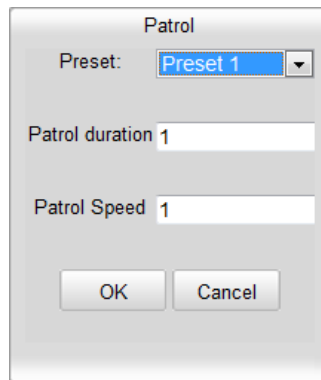 Patrol
Preset: Preset 1
Patrol duration 1
Patrol Speed 1
OK Cancel